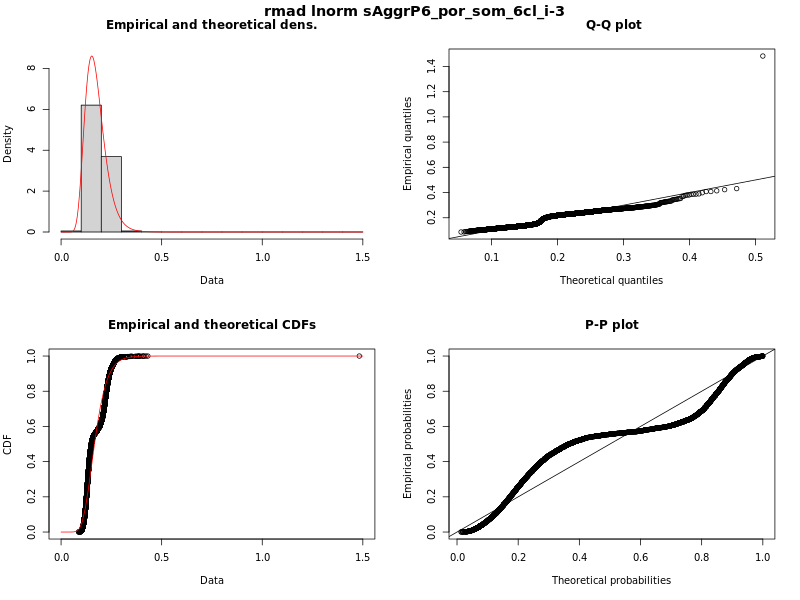 rmad lnorm sAggrP6_por_som_6cl_i-3
Empirical and theoretical dens.
Density
0 2 4 6 8
0.0 0.5 1.0 1.5
Data
Q-Q plot
Empirical quantiles
0.2 0.4 0.6 0.8 1.0 1.2 1.4
0.1 0.2 0.3 0.4 0.5
Theoretical quantiles
Empirical and theoretical CDFs
CDF
0.0 0.2 0.4 0.6 0.8 1.0
0.0 0.5 1.0 1.5
Data
P-P plot
Empirical probabilities
0.0 0.2 0.4 0.6 0.8 1.0
0.0 0.2 0.4 0.6 0.8 1.0
Theoretical probabilities